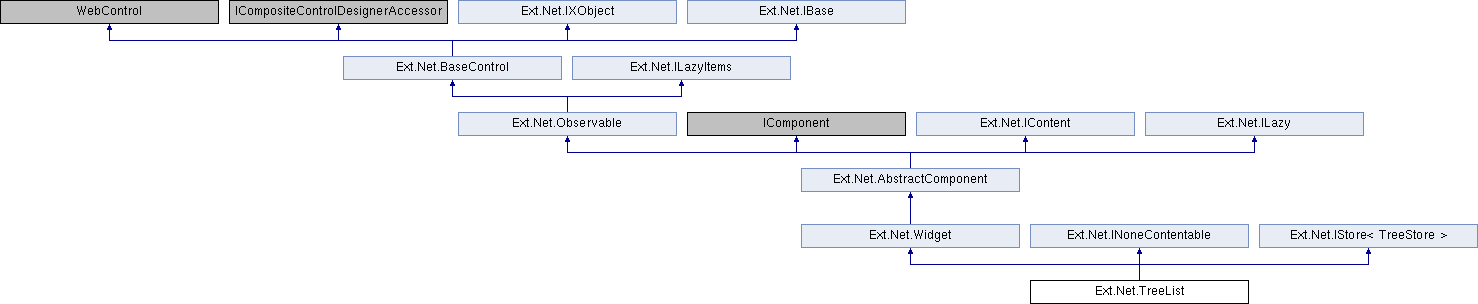 WebControl
ICompositeControlDesignerAccessor
Ext.Net.IXObject
Ext.Net.IBase
Ext.Net.BaseControl
Ext.Net.ILazyItems
Ext.Net.Observable
IComponent
Ext.Net.IContent
Ext.Net.ILazy
Ext.Net.AbstractComponent
Ext.Net.Widget
Ext.Net.INoneContentable
Ext.Net.IStore< TreeStore >
Ext.Net.TreeList